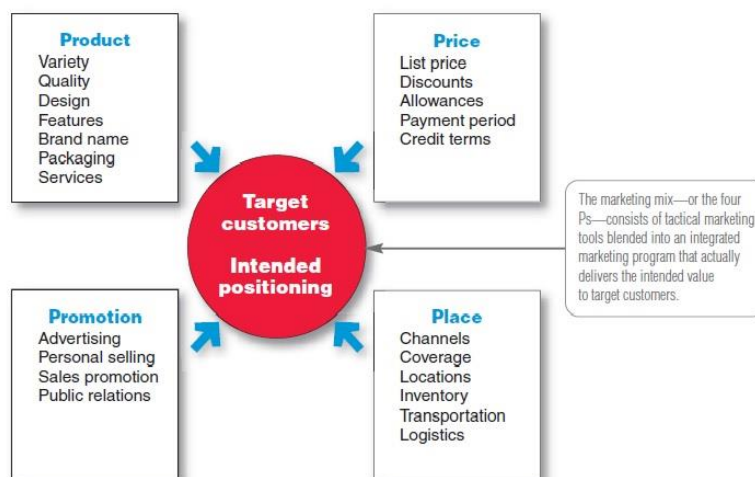 Product
Variety
Quality
Design
Features
Brand name
Packaging
Services
Price
List price
Discounts
Allowances
Payment period
Credit terms
Target
customers
Intended
positioning
The marketing mix—or the four
Ps—consists of tactical marketing
tools blended into an integrated
marketing program that actually
delivers the intended value
to target customers.
Promotion
Advertising
Personal selling
Sales promotion
Public relations
Place
Channels
Coverage
Locations
Inventory
Transportation
Logistics